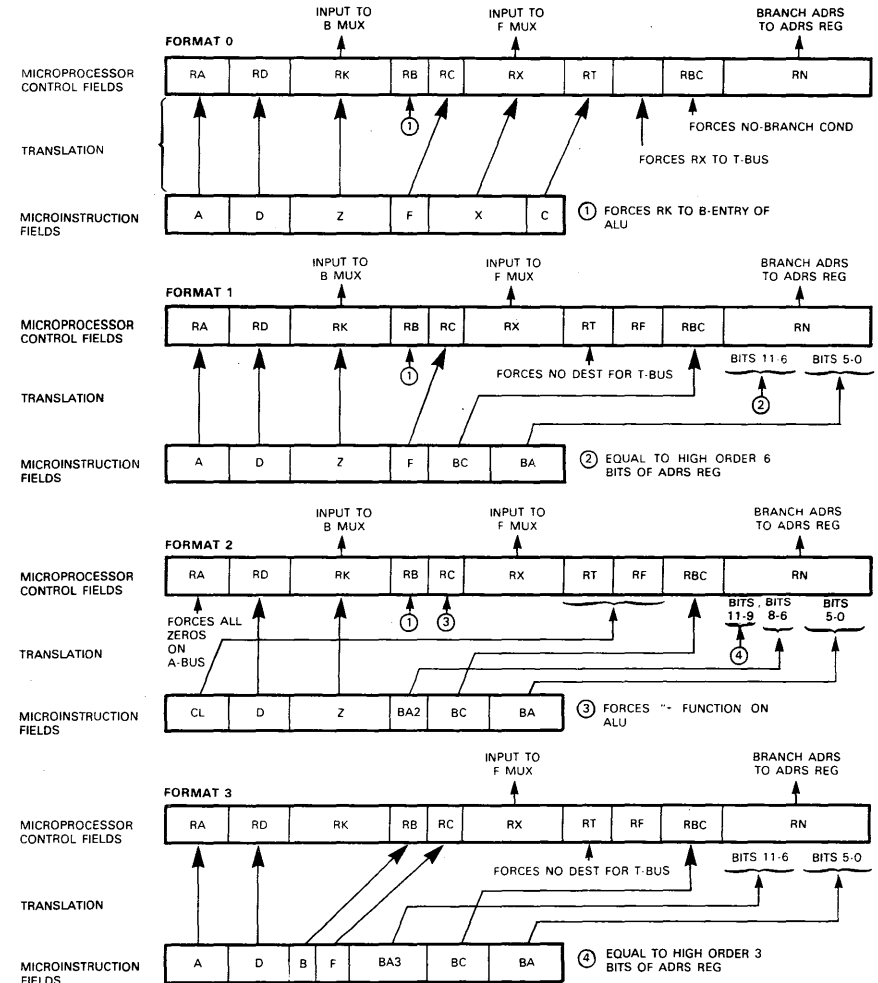 INPUT TO
B MUX
INPUT TO
F MUX
BRANCH ADRS
TO ADRS REG
FORMAT 0
MICROPROCESSOR
CONTROL FIELDS
RA RD RK RB RC RX RT RBC RN
①
FORCES NO-BRANCH COND
TRANSLATION
FORCES RX TO T-BUS
MICROINSTRUCTION
FIELDS
A D Z F X C
① FORCES RK TO B-ENTRY OF
ALU
INPUT TO
B MUX
INPUT TO
F MUX
BRANCH ADRS
TO ADRS REG
FORMAT 1
MICROPROCESSOR
CONTROL FIELDS
RA RD RK RB RC RX RT RF RBC RN
BITS 11-6 BITS 5-0
①
FORCES NO DEST FOR T-BUS
②
TRANSLATION
MICROINSTRUCTION
FIELDS
A D Z F BC BA
② EQUAL TO HIGH ORDER 6
BITS OF ADRS REG
INPUT TO
B MUX
INPUT TO
F MUX
BRANCH ADRS
TO ADRS REG
FORMAT 2
MICROPROCESSOR
CONTROL FIELDS
RA RD RK RB RC RX RT RF RBC RN
FORCES ALL
ZEROS
ON
A-BUS
① ③
BITS
11-9
BITS
8-6
BITS
5-0
④
TRANSLATION
MICROINSTRUCTION
FIELDS
CL D Z BA2 BC BA
③ FORCES "- FUNCTION ON
ALU
INPUT TO
F MUX
BRANCH ADRS
TO ADRS REG
FORMAT 3
MICROPROCESSOR
CONTROL FIELDS
RA RD RK RB RC RX RT RF RBC RN
BITS 11-6 BITS 5-0
FORCES NO DEST FOR T-BUS
TRANSLATION
MICROINSTRUCTION
FIELDS
A D B F BA3 BC BA
④ EQUAL TO HIGH ORDER 3
BITS OF ADRS REG